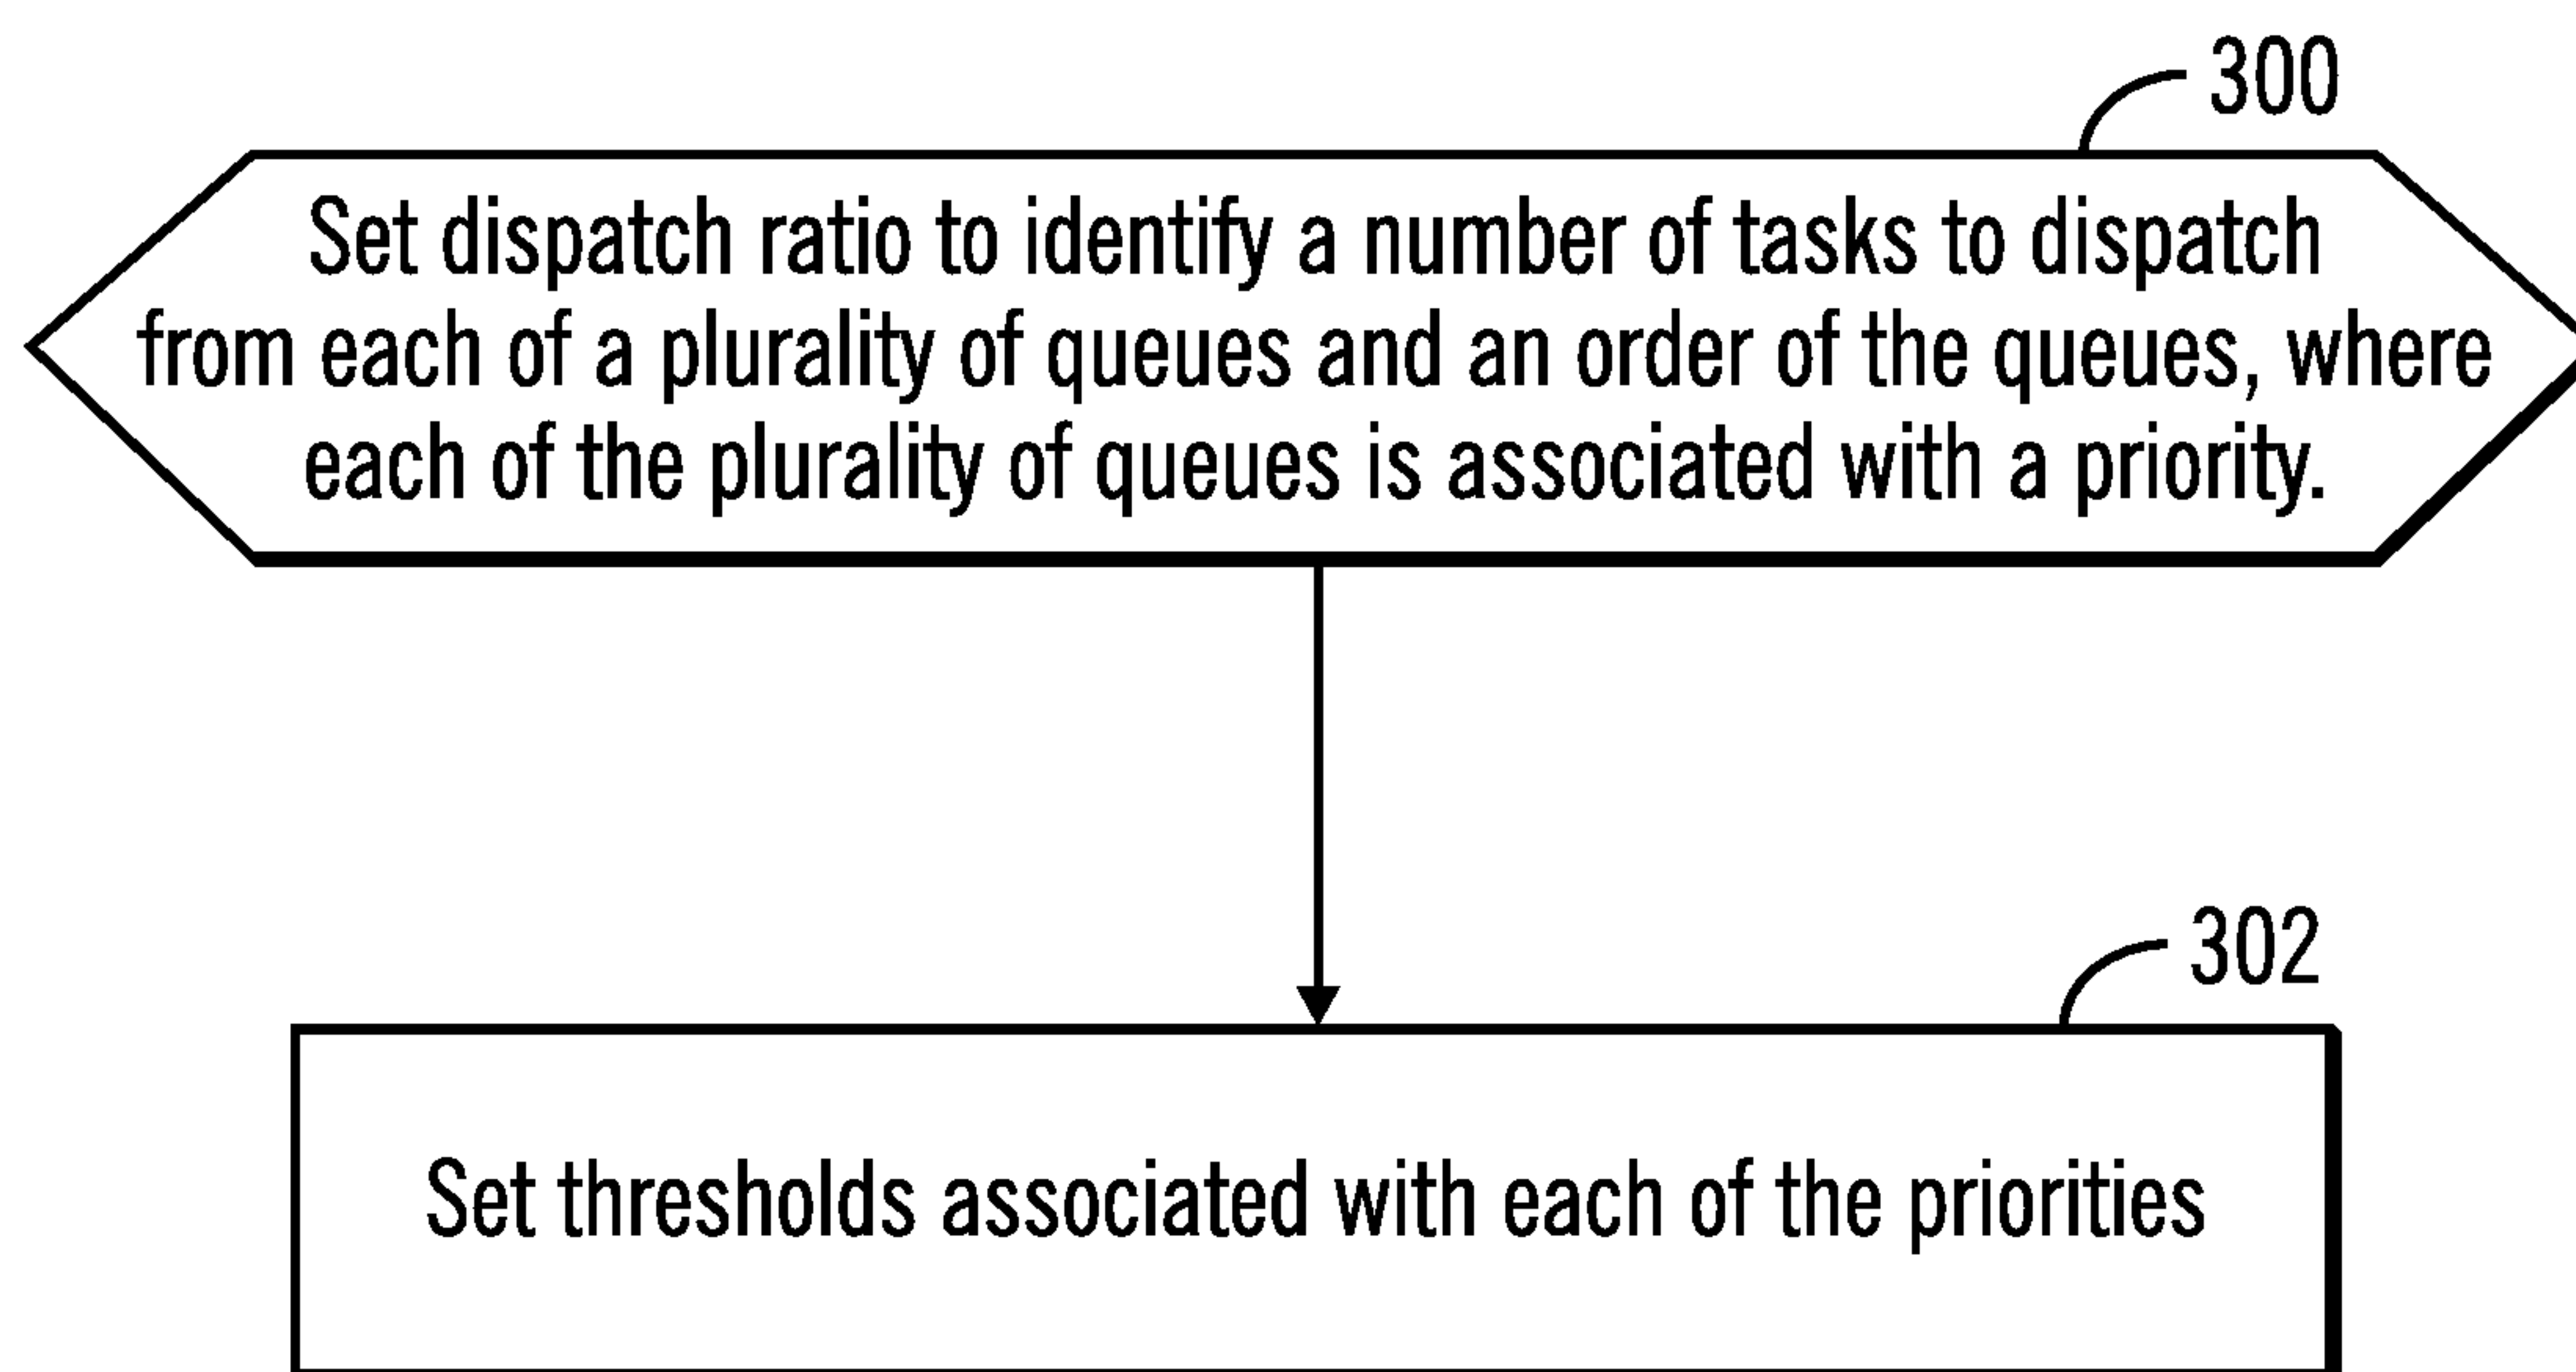 300
Set dispatch ratio to identify a number of tasks to dispatch
from each of a plurality of queues and an order of the queues, where
each of the plurality of queues is associated with a priority.
302
Set thresholds associated with each of the priorities